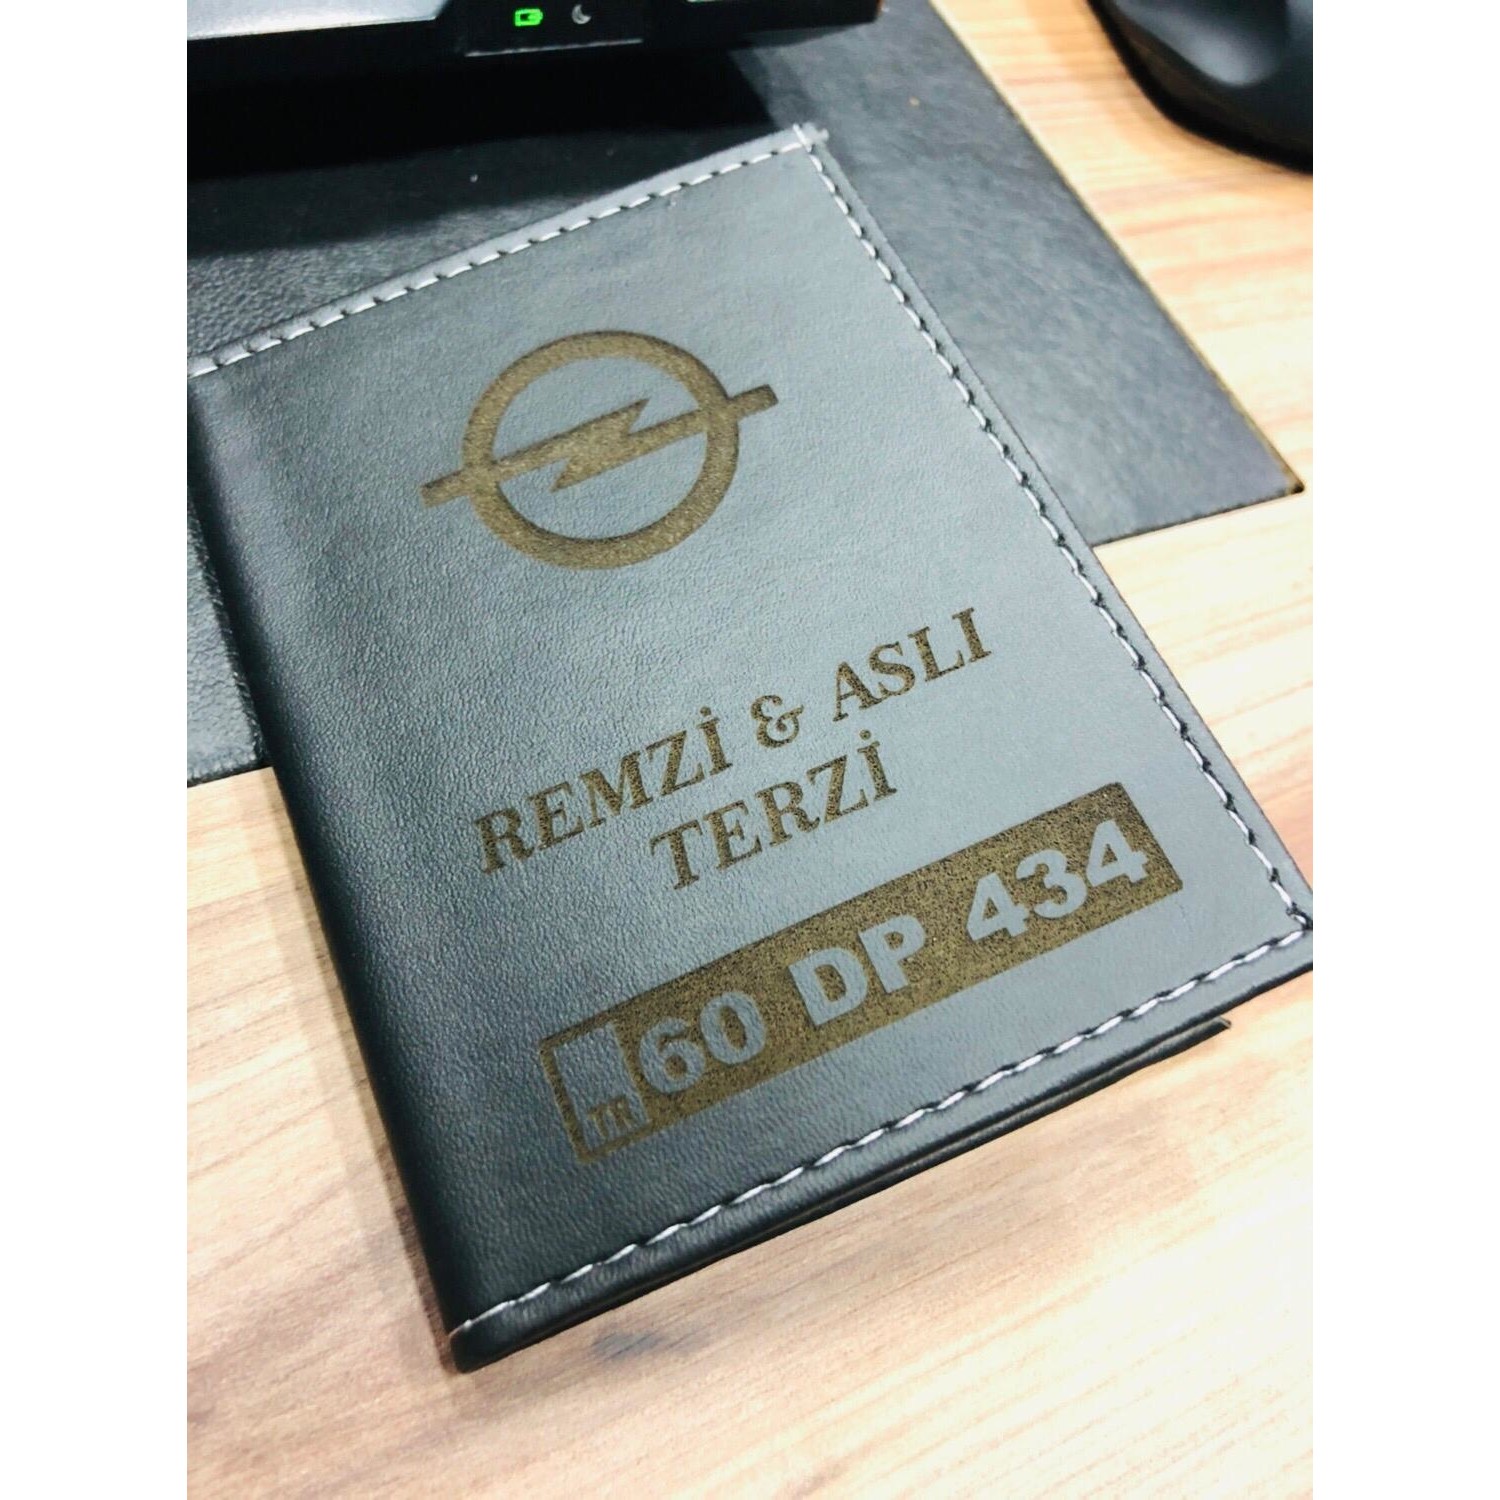 REMZİ & ASLI
TERZİ
TR 60 DP 434